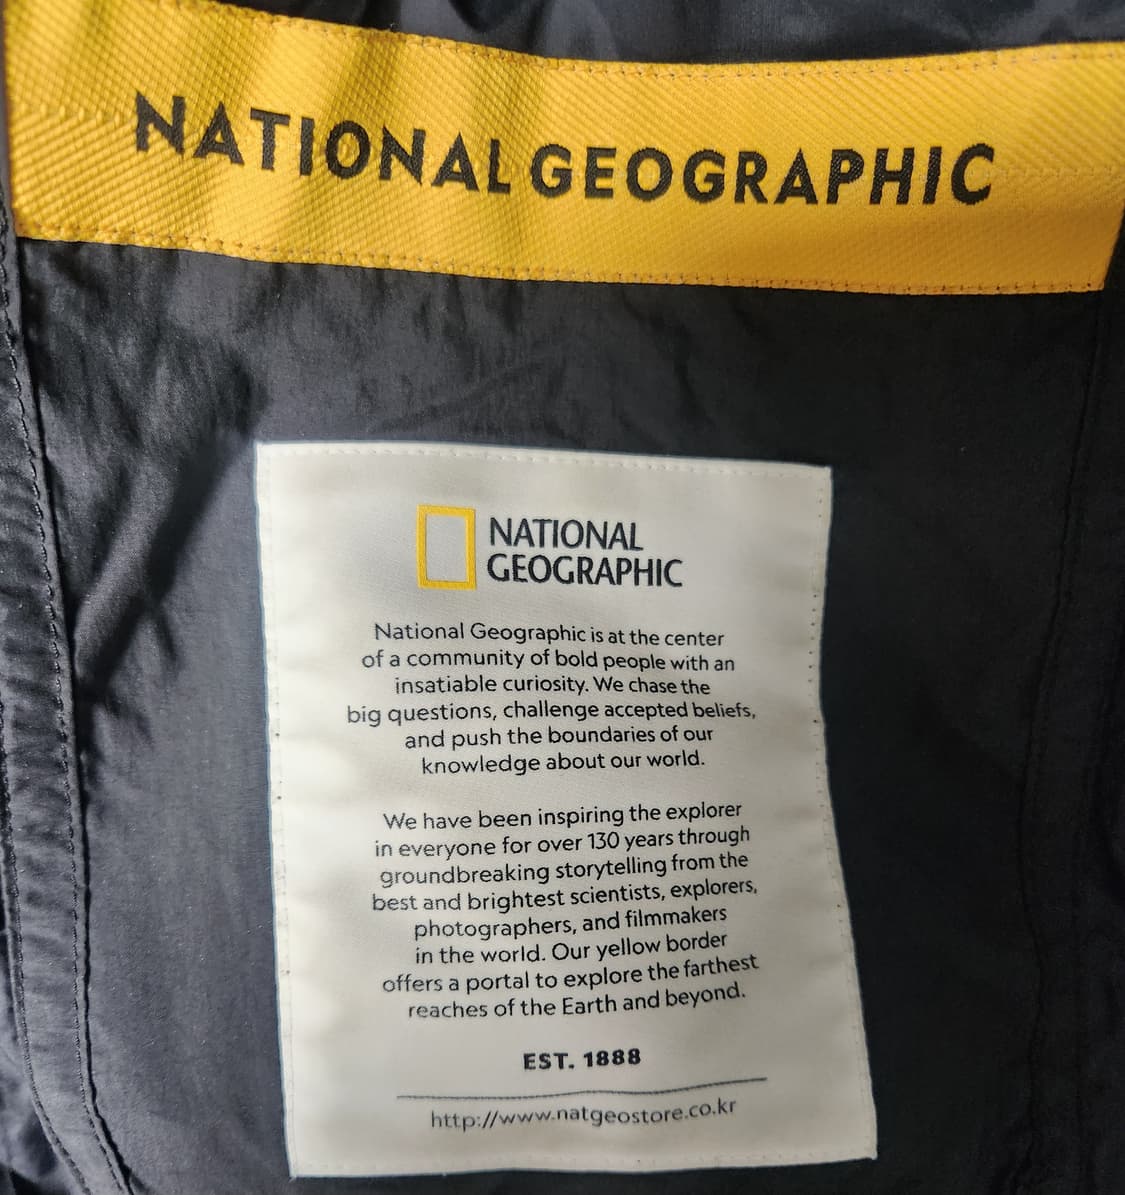 NATIONAL GEOGRAPHIC
NATIONAL
GEOGRAPHIC
National Geographic is at the center
of a community of bold people with an
insatiable curiosity. We chase the
big questions, challenge accepted beliefs,
and push the boundaries of our
knowledge about our world.
We have been inspiring the explorer
in everyone for over 130 years through
groundbreaking storytelling from the
best and brightest scientists, explorers,
photographers, and filmmakers
in the world. Our yellow border
offers a portal to explore the farthest
reaches of the Earth and beyond.
EST. 1888
http://www.natgeostore.co.kr